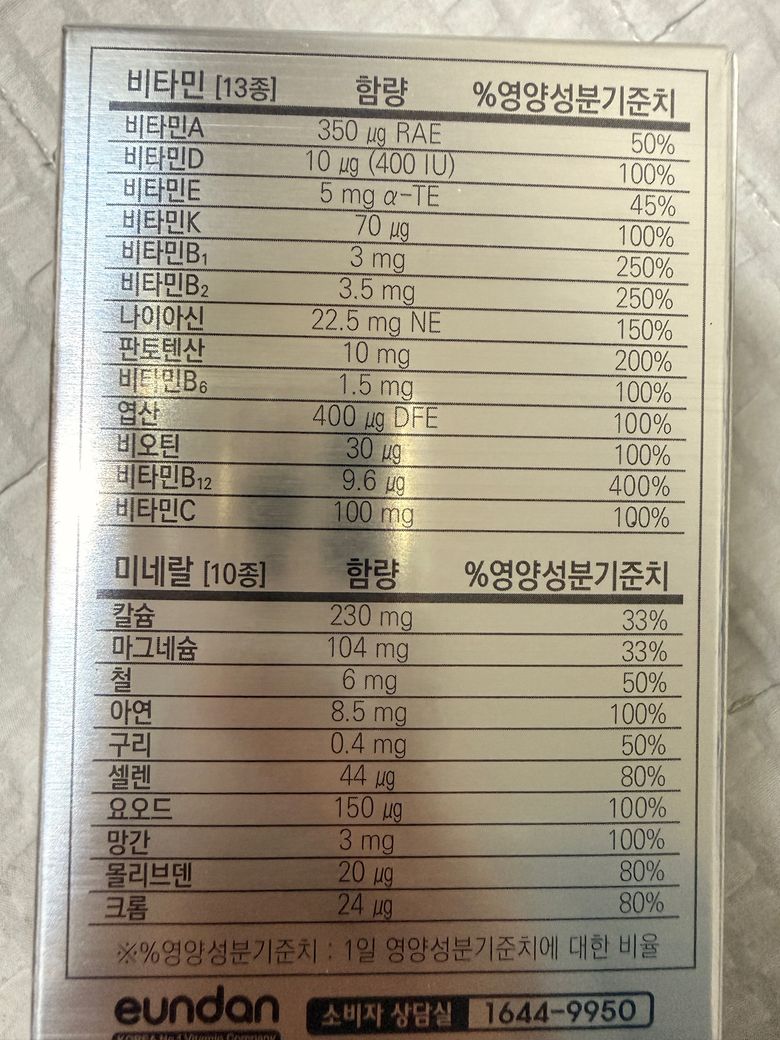 비타민 [13종] 함량 %영양성분기준치
비타민A 350 ㎍ RAE 50%
비타민D 10 ㎍ (400 IU) 100%
비타민E 5 mg α-TE 45%
비타민K 70 ㎍ 100%
비타민B₁ 3 mg 250%
비타민B₂ 3.5 mg 250%
나이아신 22.5 mg NE 150%
판토텐산 10 mg 200%
비타민B₆ 1.5 mg 100%
엽산 400 ㎍ DFE 100%
비오틴 30 ㎍ 100%
비타민B₁₂ 9.6 ㎍ 400%
비타민C 100 mg 100%
미네랄 [10종] 함량 %영양성분기준치
칼슘 230 mg 33%
마그네슘 104 mg 33%
철 6 mg 50%
아연 8.5 mg 100%
구리 0.4 mg 50%
셀렌 44 ㎍ 80%
요오드 150 ㎍ 100%
망간 3 mg 100%
몰리브덴 20 ㎍ 80%
크롬 24 ㎍ 80%
※%영양성분기준치 : 1일 영양성분기준치에 대한 비율
eundan 소비자 상담실 1644-9950
KOREA No.1 Vitamin Company